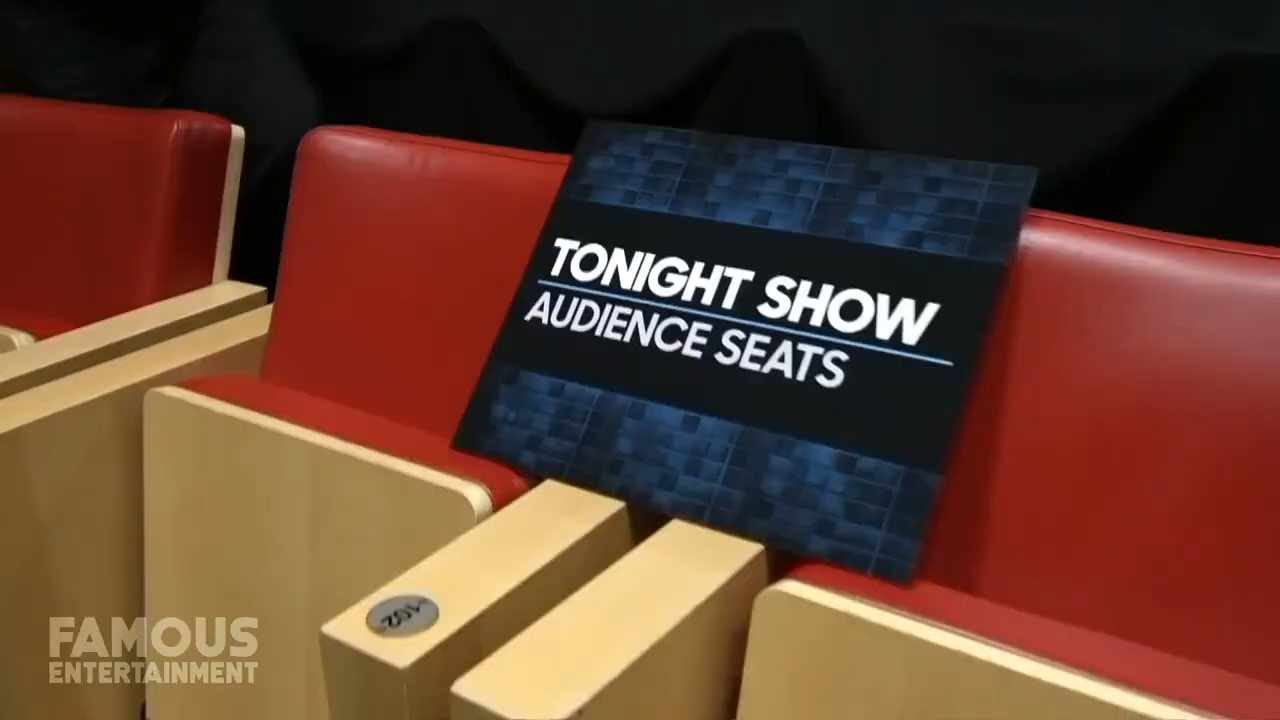 TONIGHT SHOW
AUDIENCE SEATS
102
FAMOUS
ENTERTAINMENT